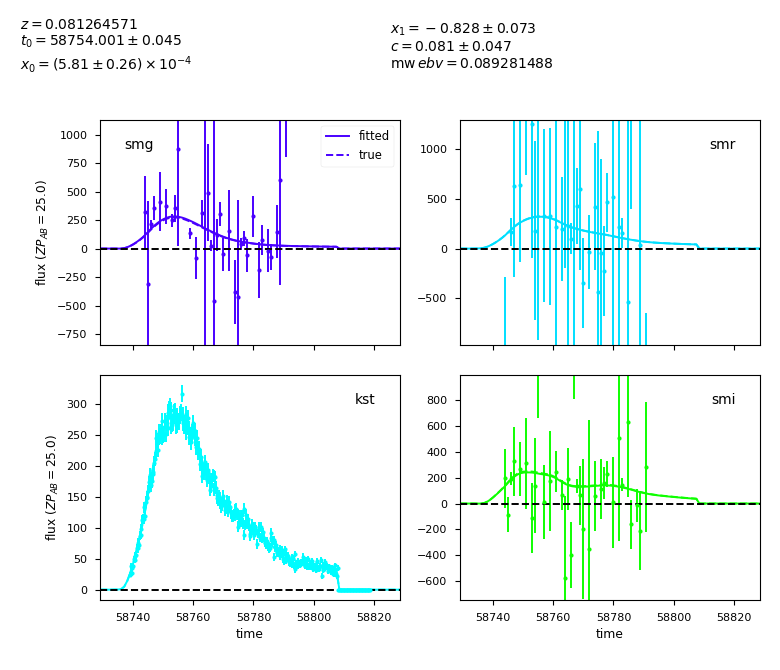 z = 0.081264571
t₀ = 58754.001 ± 0.045
x₀ = (5.81 ± 0.26) × 10⁻⁴
x₁ = −0.828 ± 0.073
c = 0.081 ± 0.047
mw ebv = 0.089281488
smg
fitted
true
1000
750
500
250
0
−250
−500
−750
flux (ZP_AB = 25.0)
smr
1000
500
0
−500
kst
300
250
200
150
100
50
0
flux (ZP_AB = 25.0)
58740 58760 58780 58800 58820
time
smi
800
600
400
200
0
−200
−400
−600
58740 58760 58780 58800 58820
time